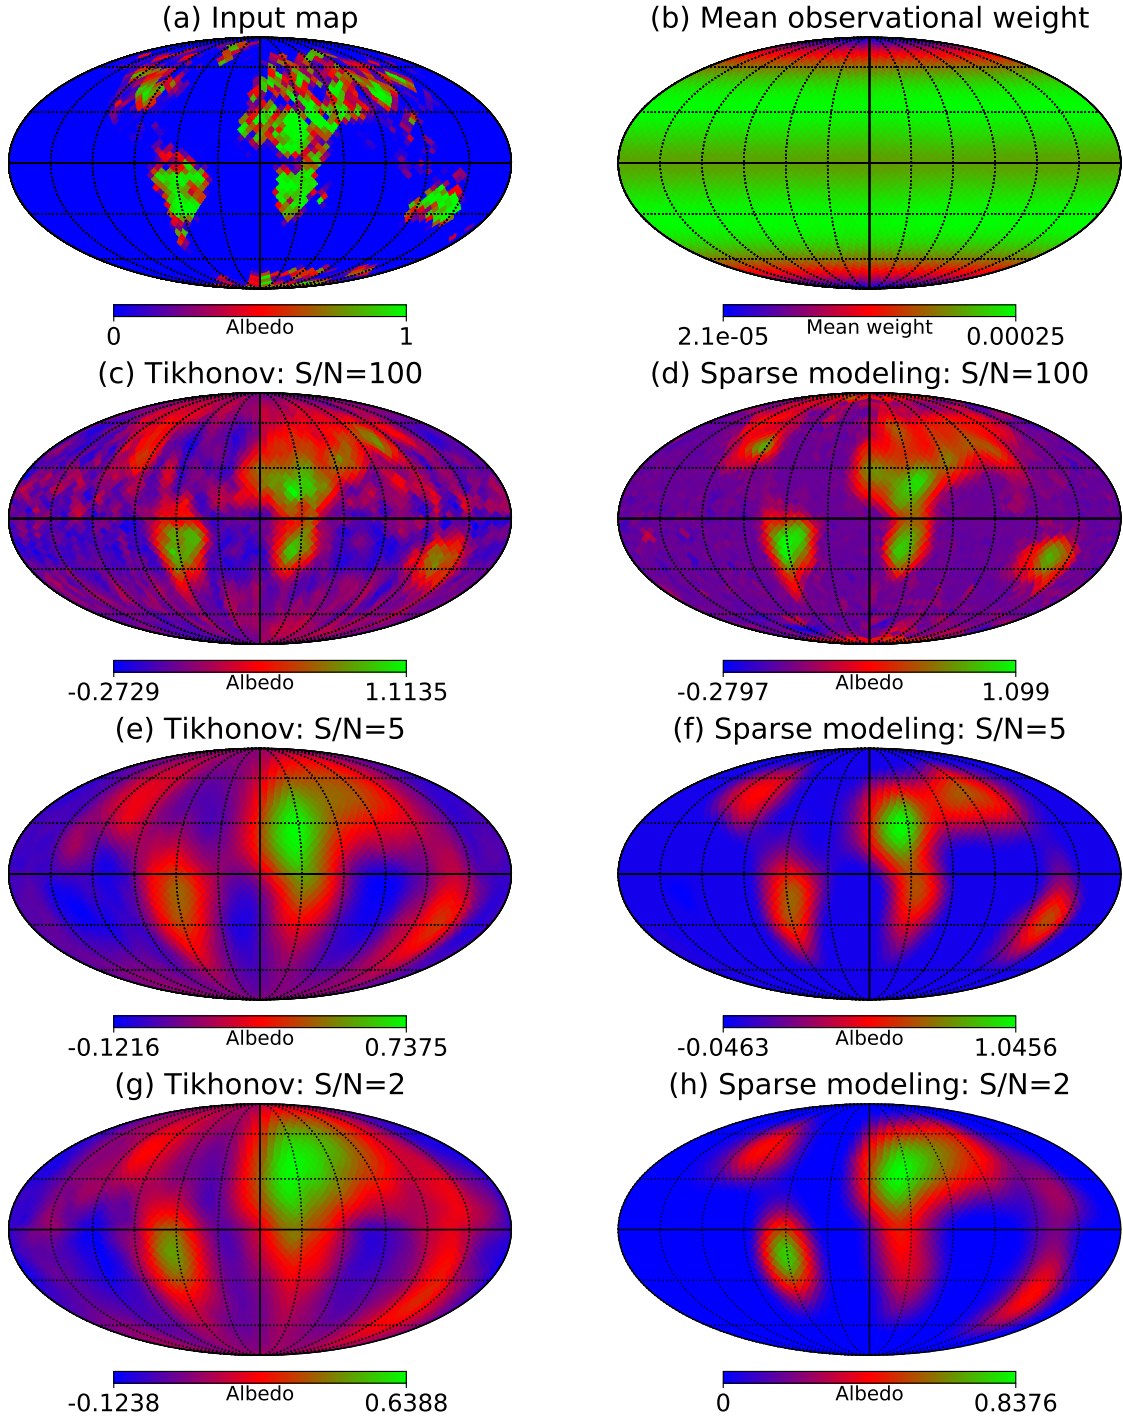 (a) Input map
0 Albedo 1
(b) Mean observational weight
2.1e-05 Mean weight 0.00025
(c) Tikhonov: S/N=100
-0.2729 Albedo 1.1135
(d) Sparse modeling: S/N=100
-0.2797 Albedo 1.099
(e) Tikhonov: S/N=5
-0.1216 Albedo 0.7375
(f) Sparse modeling: S/N=5
-0.0463 Albedo 1.0456
(g) Tikhonov: S/N=2
-0.1238 Albedo 0.6388
(h) Sparse modeling: S/N=2
0 Albedo 0.8376